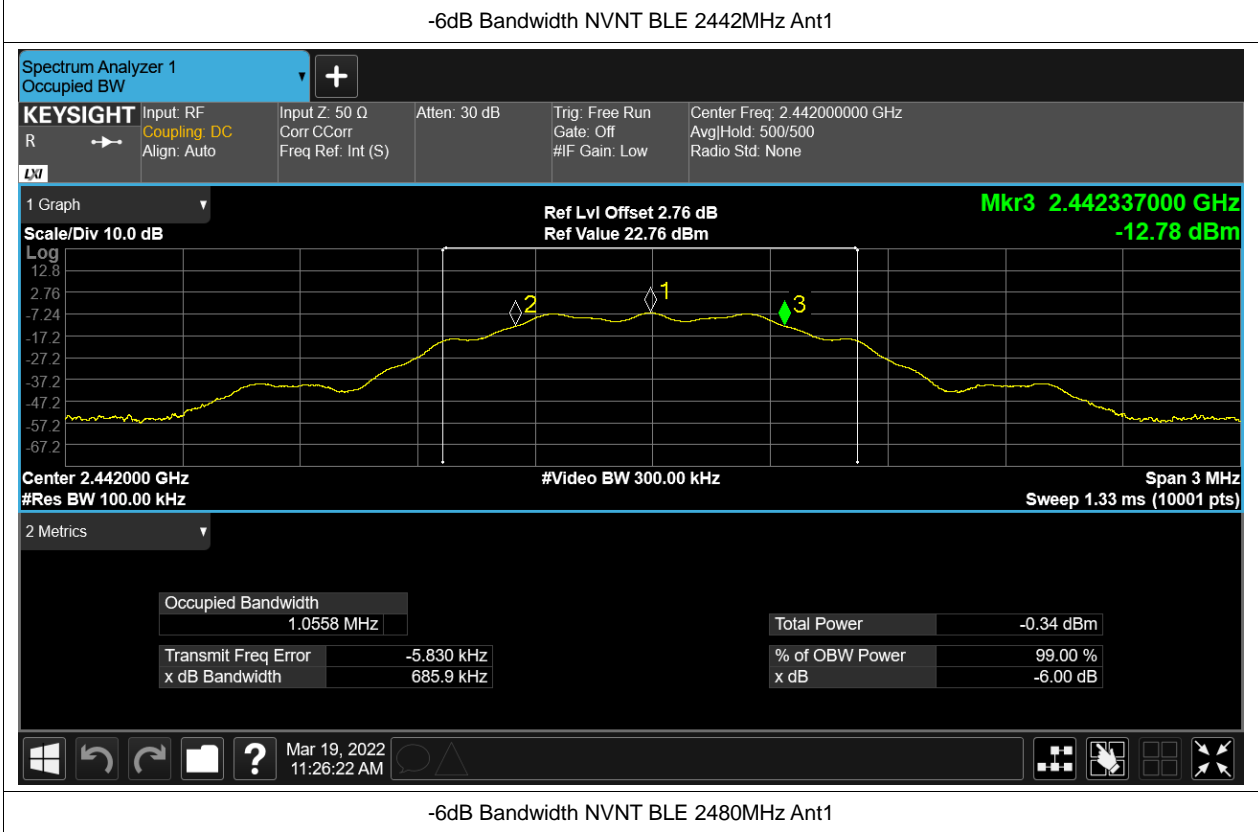 -6dB Bandwidth NVNT BLE 2442MHz Ant1
Spectrum Analyzer 1
Occupied BW
KEYSIGHT
R
LXI
Input: RF
Coupling: DC
Align: Auto
Input Z: 50 Ω
Corr CCorr
Freq Ref: Int (S)
Atten: 30 dB
Trig: Free Run
Gate: Off
#IF Gain: Low
Center Freq: 2.442000000 GHz
Avg|Hold: 500/500
Radio Std: None
1 Graph
Scale/Div 10.0 dB
Ref Lvl Offset 2.76 dB
Ref Value 22.76 dBm
Mkr3 2.442337000 GHz
-12.78 dBm
Log
12.8
2.76
-7.24
-17.2
-27.2
-37.2
-47.2
-57.2
-67.2
2
1
3
Center 2.442000 GHz
#Video BW 300.00 kHz
Span 3 MHz
#Res BW 100.00 kHz
Sweep 1.33 ms (10001 pts)
2 Metrics
Occupied Bandwidth
1.0558 MHz
Transmit Freq Error -5.830 kHz
x dB Bandwidth 685.9 kHz
Total Power -0.34 dBm
% of OBW Power 99.00 %
x dB -6.00 dB
?
Mar 19, 2022
11:26:22 AM
-6dB Bandwidth NVNT BLE 2480MHz Ant1